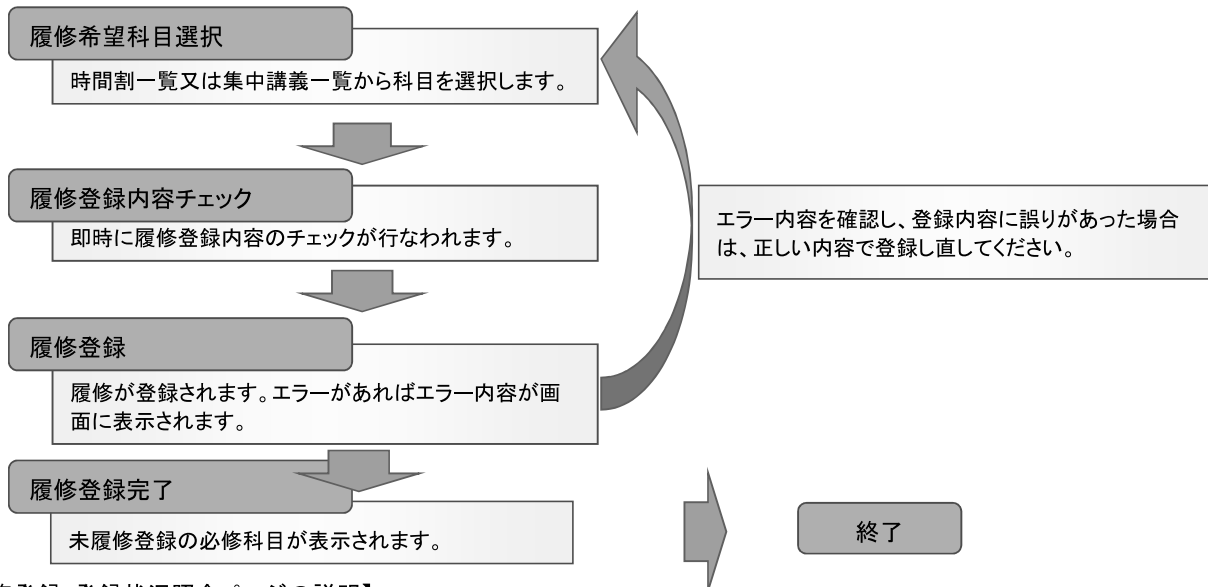 履修希望科目選択
時間割一覧又は集中講義一覧から科目を選択します。
履修登録内容チェック
即時に履修登録内容のチェックが行なわれます。
エラー内容を確認し、登録内容に誤りがあった場合
は、正しい内容で登録し直してください。
履修登録
履修が登録されます。エラーがあればエラー内容が画
面に表示されます。
履修登録完了
未履修登録の必修科目が表示されます。
終了